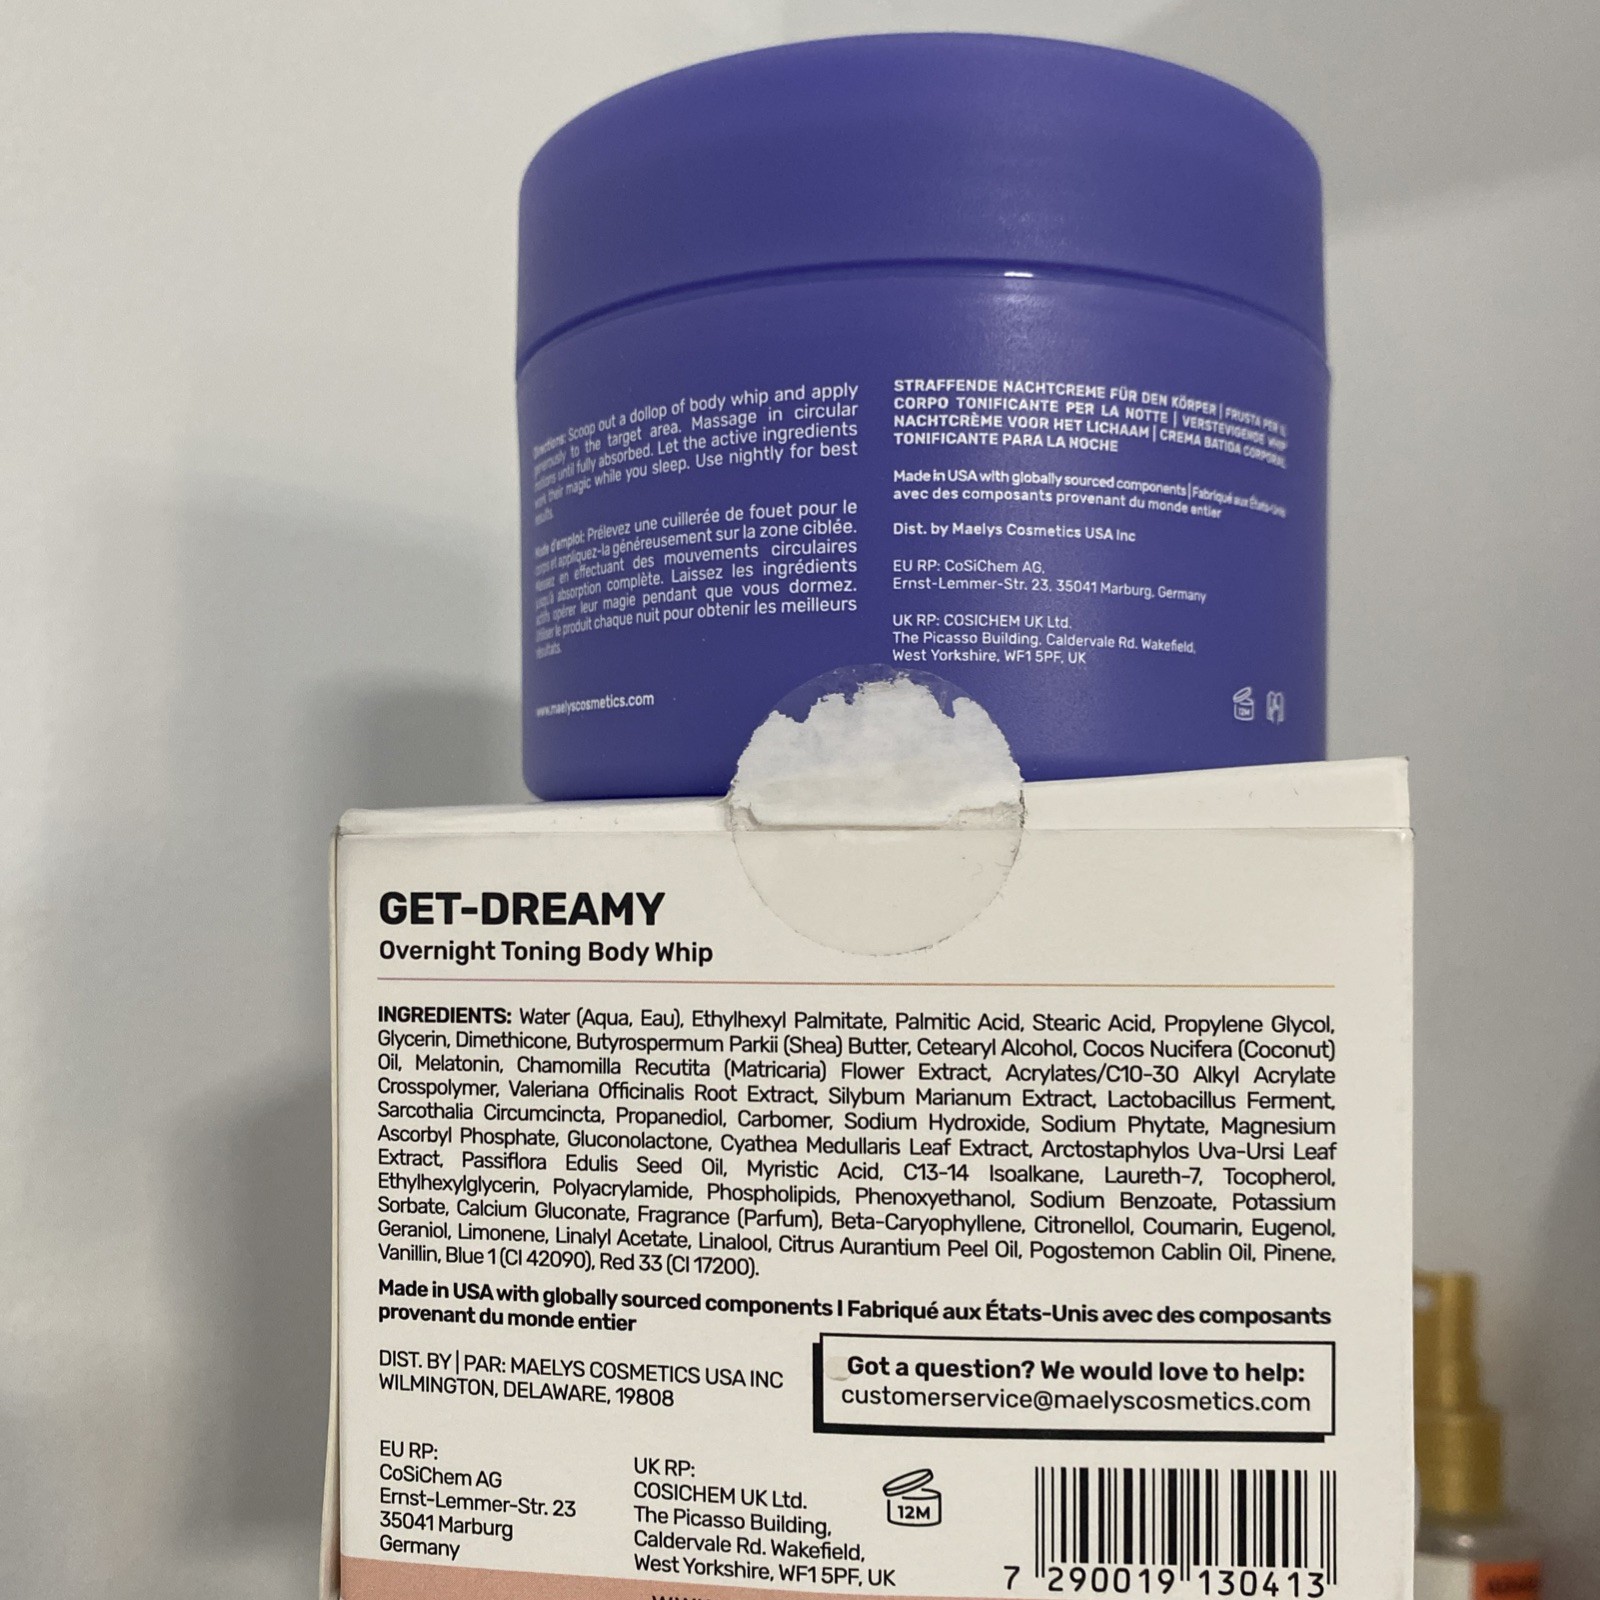 Directions: Scoop out a dollop of body whip and apply
generously to the target area. Massage in circular
motions until fully absorbed. Let the active ingredients
work their magic while you sleep. Use nightly for best
results.
Mode d'emploi: Prélevez une cuillerée de fouet pour le
corps et appliquez-la généreusement sur la zone ciblée.
Massez en effectuant des mouvements circulaires
jusqu'à absorption complète. Laissez les ingrédients
actifs opérer leur magie pendant que vous dormez.
Utiliser le produit chaque nuit pour obtenir les meilleurs
résultats.
www.maelyscosmetics.com
STRAFFENDE NACHTCREME FÜR DEN KÖRPER | FRUSTA PER IL
CORPO TONIFICANTE PER LA NOTTE | VERSTEVIGENDE WHIP
NACHTCRÈME VOOR HET LICHAAM | CREMA BATIDA CORPORAL
TONIFICANTE PARA LA NOCHE
Made in USA with globally sourced components | Fabriqué aux États-Unis
avec des composants provenant du monde entier
Dist. by Maelys Cosmetics USA Inc
EU RP: CoSiChem AG,
Ernst-Lemmer-Str. 23, 35041 Marburg, Germany
UK RP: COSICHEM UK Ltd.
The Picasso Building, Caldervale Rd. Wakefield,
West Yorkshire, WF1 5PF, UK
12M
GET-DREAMY
Overnight Toning Body Whip
INGREDIENTS: Water (Aqua, Eau), Ethylhexyl Palmitate, Palmitic Acid, Stearic Acid, Propylene Glycol,
Glycerin, Dimethicone, Butyrospermum Parkii (Shea) Butter, Cetearyl Alcohol, Cocos Nucifera (Coconut)
Oil, Melatonin, Chamomilla Recutita (Matricaria) Flower Extract, Acrylates/C10-30 Alkyl Acrylate
Crosspolymer, Valeriana Officinalis Root Extract, Silybum Marianum Extract, Lactobacillus Ferment,
Sarcothalia Circumcincta, Propanediol, Carbomer, Sodium Hydroxide, Sodium Phytate, Magnesium
Ascorbyl Phosphate, Gluconolactone, Cyathea Medullaris Leaf Extract, Arctostaphylos Uva-Ursi Leaf
Extract, Passiflora Edulis Seed Oil, Myristic Acid, C13-14 Isoalkane, Laureth-7, Tocopherol,
Ethylhexylglycerin, Polyacrylamide, Phospholipids, Phenoxyethanol, Sodium Benzoate, Potassium
Sorbate, Calcium Gluconate, Fragrance (Parfum), Beta-Caryophyllene, Citronellol, Coumarin, Eugenol,
Geraniol, Limonene, Linalyl Acetate, Linalool, Citrus Aurantium Peel Oil, Pogostemon Cablin Oil, Pinene,
Vanillin, Blue 1 (CI 42090), Red 33 (CI 17200).
Made in USA with globally sourced components I Fabriqué aux États-Unis avec des composants
provenant du monde entier
DIST. BY | PAR: MAELYS COSMETICS USA INC
WILMINGTON, DELAWARE, 19808
Got a question? We would love to help:
customerservice@maelyscosmetics.com
EU RP:
CoSiChem AG
Ernst-Lemmer-Str. 23
35041 Marburg
Germany
UK RP:
COSICHEM UK Ltd.
The Picasso Building,
Caldervale Rd. Wakefield,
West Yorkshire, WF1 5PF, UK
12M
7 290019 130413